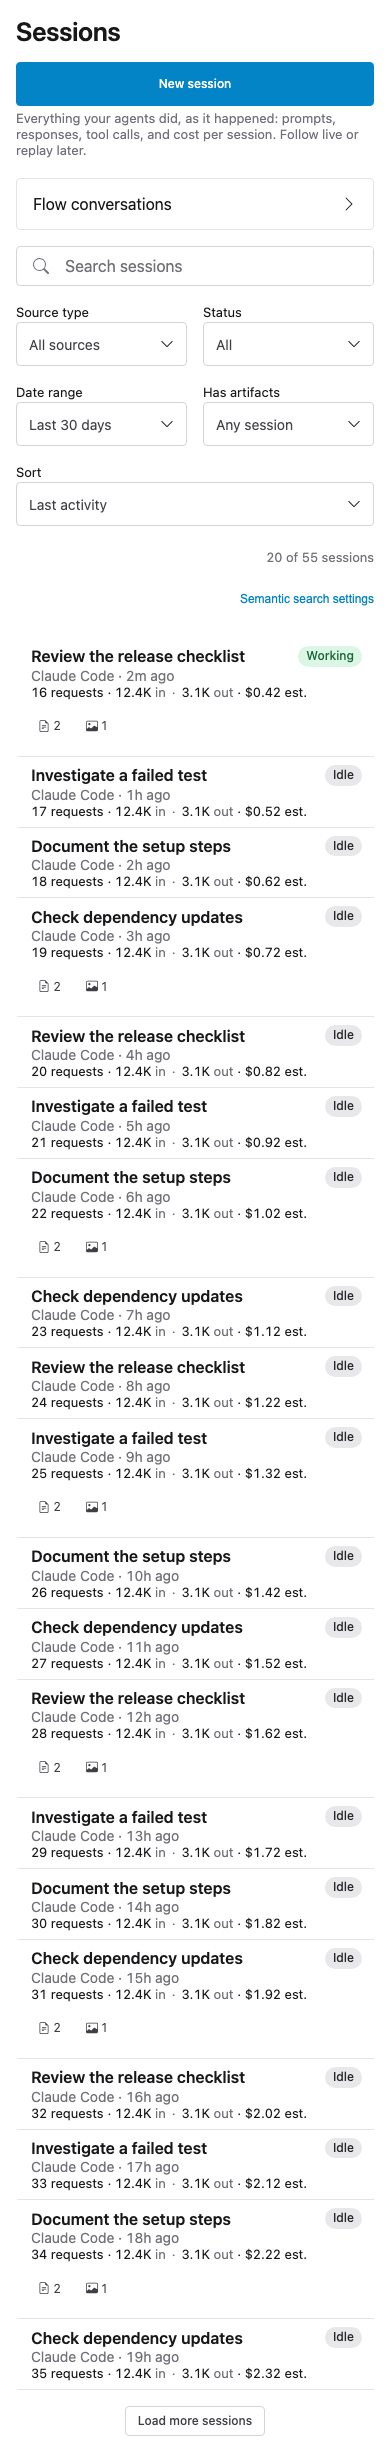 Sessions
New session
Everything your agents did, as it happened: prompts,
responses, tool calls, and cost per session. Follow live or
replay later.
Flow conversations
Search sessions
Source type
Status
All sources
All
Date range
Has artifacts
Last 30 days
Any session
Sort
Last activity
20 of 55 sessions
Semantic search settings
Review the release checklist
Working
Claude Code · 2m ago
16 requests · 12.4K in · 3.1K out · $0.42 est.
2 1
Investigate a failed test
Idle
Claude Code · 1h ago
17 requests · 12.4K in · 3.1K out · $0.52 est.
Document the setup steps
Idle
Claude Code · 2h ago
18 requests · 12.4K in · 3.1K out · $0.62 est.
Check dependency updates
Idle
Claude Code · 3h ago
19 requests · 12.4K in · 3.1K out · $0.72 est.
2 1
Review the release checklist
Idle
Claude Code · 4h ago
20 requests · 12.4K in · 3.1K out · $0.82 est.
Investigate a failed test
Idle
Claude Code · 5h ago
21 requests · 12.4K in · 3.1K out · $0.92 est.
Document the setup steps
Idle
Claude Code · 6h ago
22 requests · 12.4K in · 3.1K out · $1.02 est.
2 1
Check dependency updates
Idle
Claude Code · 7h ago
23 requests · 12.4K in · 3.1K out · $1.12 est.
Review the release checklist
Idle
Claude Code · 8h ago
24 requests · 12.4K in · 3.1K out · $1.22 est.
Investigate a failed test
Idle
Claude Code · 9h ago
25 requests · 12.4K in · 3.1K out · $1.32 est.
2 1
Document the setup steps
Idle
Claude Code · 10h ago
26 requests · 12.4K in · 3.1K out · $1.42 est.
Check dependency updates
Idle
Claude Code · 11h ago
27 requests · 12.4K in · 3.1K out · $1.52 est.
Review the release checklist
Idle
Claude Code · 12h ago
28 requests · 12.4K in · 3.1K out · $1.62 est.
2 1
Investigate a failed test
Idle
Claude Code · 13h ago
29 requests · 12.4K in · 3.1K out · $1.72 est.
Document the setup steps
Idle
Claude Code · 14h ago
30 requests · 12.4K in · 3.1K out · $1.82 est.
Check dependency updates
Idle
Claude Code · 15h ago
31 requests · 12.4K in · 3.1K out · $1.92 est.
2 1
Review the release checklist
Idle
Claude Code · 16h ago
32 requests · 12.4K in · 3.1K out · $2.02 est.
Investigate a failed test
Idle
Claude Code · 17h ago
33 requests · 12.4K in · 3.1K out · $2.12 est.
Document the setup steps
Idle
Claude Code · 18h ago
34 requests · 12.4K in · 3.1K out · $2.22 est.
2 1
Check dependency updates
Idle
Claude Code · 19h ago
35 requests · 12.4K in · 3.1K out · $2.32 est.
Load more sessions